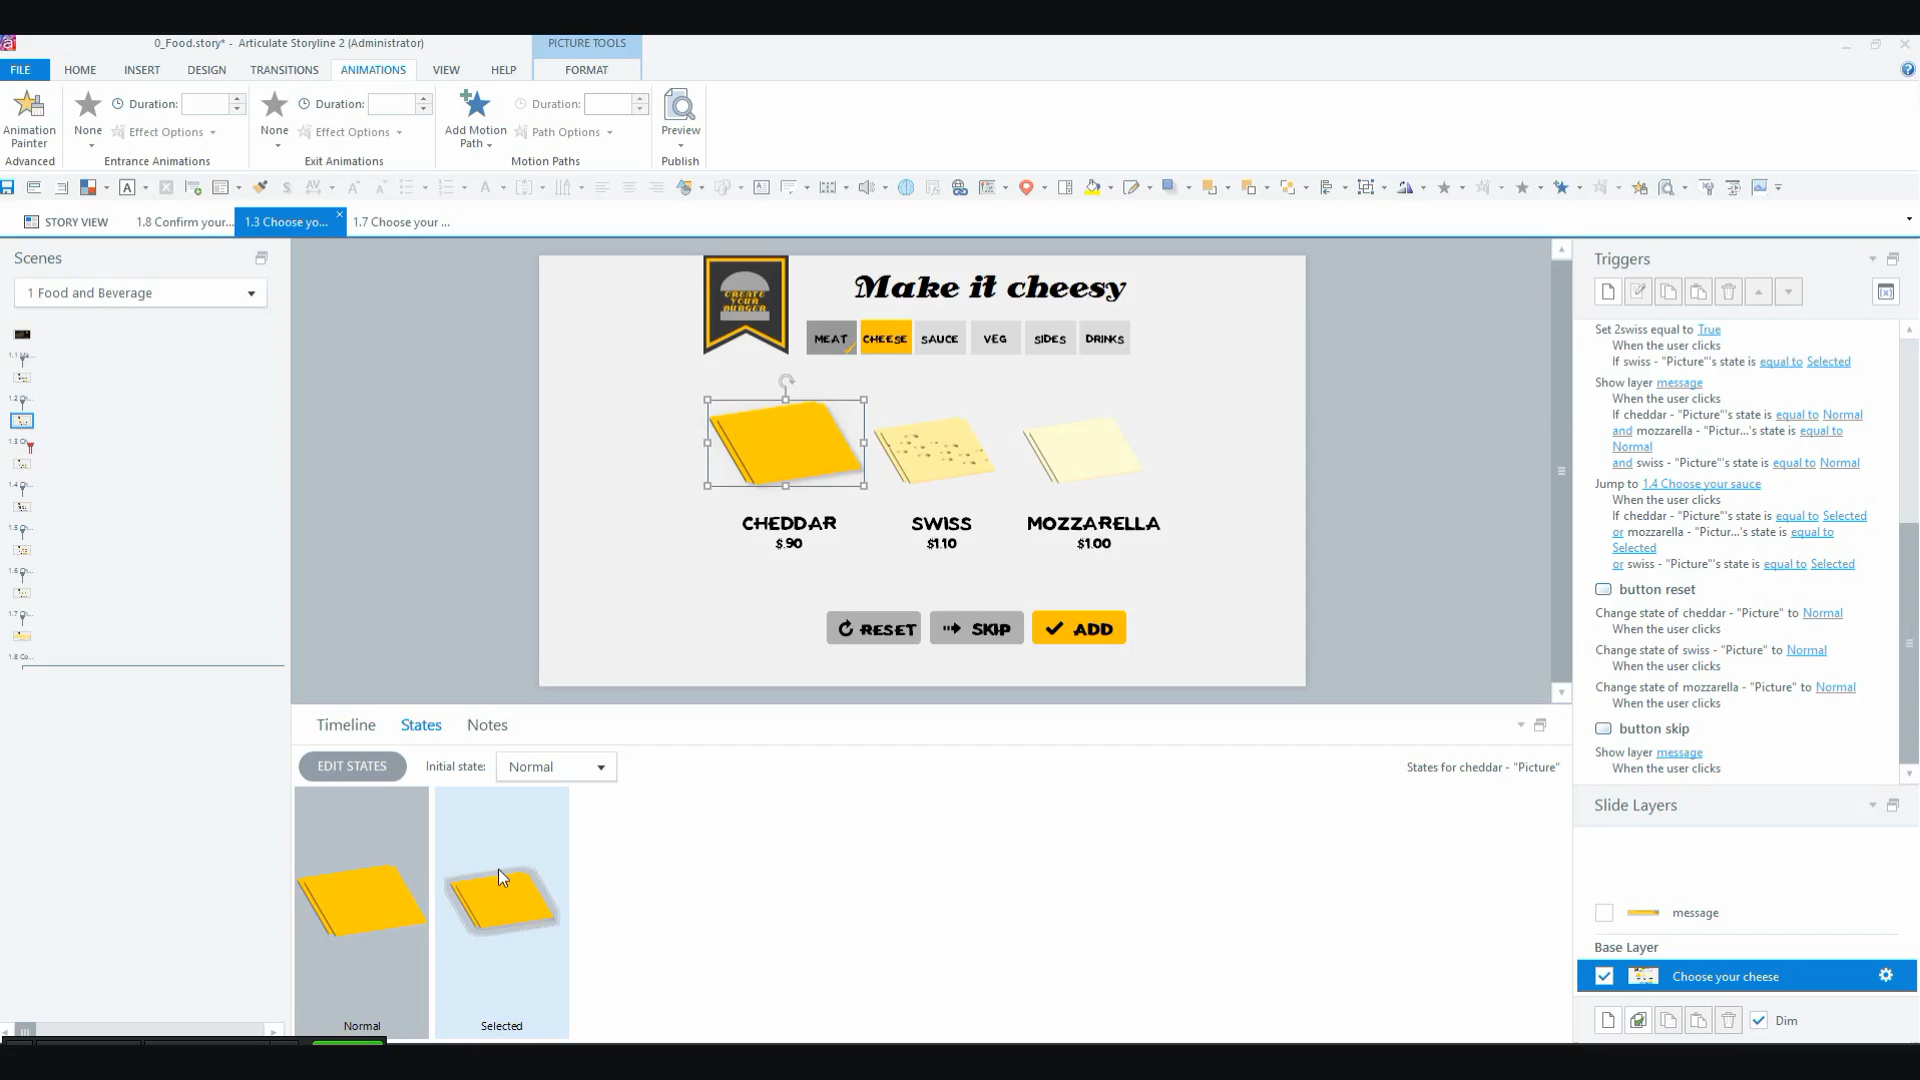 0_Food.story* - Articulate Storyline 2 (Administrator)
PICTURE TOOLS
FILE
HOME
INSERT
DESIGN
TRANSITIONS
ANIMATIONS
VIEW
HELP
FORMAT
Animation
Painter
None
Duration:
Effect Options
None
Duration:
Effect Options
Add Motion
Path
Duration:
Path Options
Preview
Advanced
Entrance Animations
Exit Animations
Motion Paths
Publish
STORY VIEW
1.8 Confirm your...
1.3 Choose yo...
1.7 Choose your ...
Scenes
1 Food and Beverage
CREATE
YOUR
BURGER
Make it cheesy
MEAT
CHEESE
SAUCE
VEG
SIDES
DRINKS
CHEDDAR
$.90
SWISS
$1.10
MOZZARELLA
$1.00
RESET
SKIP
ADD
Timeline
States
Notes
EDIT STATES
Initial state:
Normal
States for cheddar - "Picture"
Normal
Selected
Triggers
Set 2swiss equal to True
When the user clicks
If swiss - "Picture"'s state is equal to Selected
Show layer message
When the user clicks
If cheddar - "Picture"'s state is equal to Normal
and mozzarella - "Pictur...'s state is equal to
Normal
and swiss - "Picture"'s state is equal to Normal
Jump to 1.4 Choose your sauce
When the user clicks
If cheddar - "Picture"'s state is equal to Selected
or mozzarella - "Pictur...'s state is equal to
Selected
or swiss - "Picture"'s state is equal to Selected
button reset
Change state of cheddar - "Picture" to Normal
When the user clicks
Change state of swiss - "Picture" to Normal
When the user clicks
Change state of mozzarella - "Picture" to Normal
When the user clicks
button skip
Show layer message
When the user clicks
Slide Layers
message
Base Layer
Choose your cheese
Dim